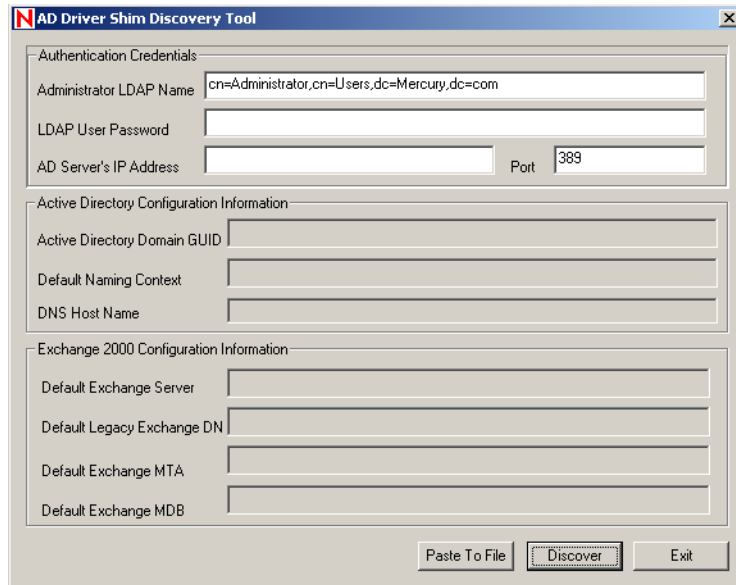 N AD Driver Shim Discovery Tool
Authentication Credentials
Administrator LDAP Name cn=Administrator,cn=Users,dc=Mercury,dc=com
LDAP User Password
AD Server's IP Address Port 389
Active Directory Configuration Information
Active Directory Domain GUID
Default Naming Context
DNS Host Name
Exchange 2000 Configuration Information
Default Exchange Server
Default Legacy Exchange DN
Default Exchange MTA
Default Exchange MDB
Paste To File Discover Exit